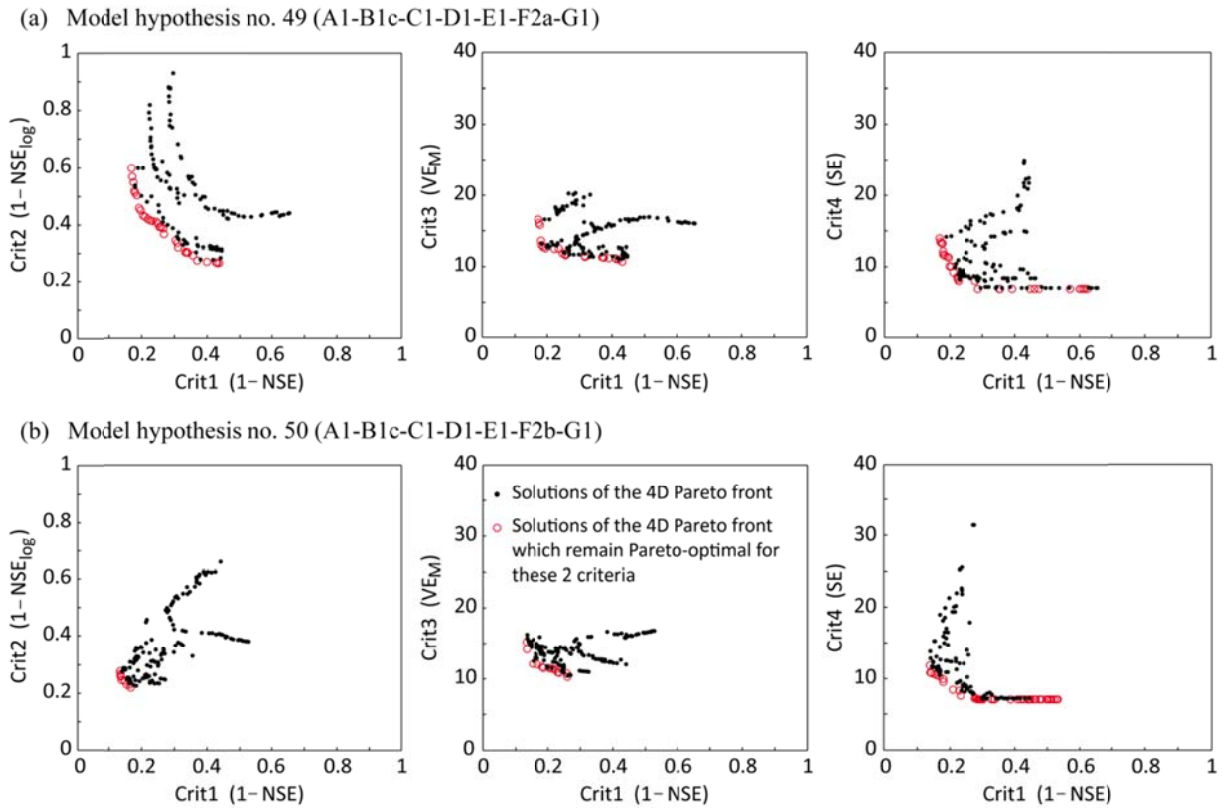 (a) Model hypothesis no. 49 (A1-B1c-C1-D1-E1-F2a-G1)
Crit2 (1-NSElog)
1
0.8
0.6
0.4
0.2
0
0 0.2 0.4 0.6 0.8 1
Crit1 (1-NSE)
Crit3 (VEM)
40
30
20
10
0
0 0.2 0.4 0.6 0.8 1
Crit1 (1-NSE)
Crit4 (SE)
40
30
20
10
0
0 0.2 0.4 0.6 0.8 1
Crit1 (1-NSE)
(b) Model hypothesis no. 50 (A1-B1c-C1-D1-E1-F2b-G1)
Crit2 (1-NSElog)
1
0.8
0.6
0.4
0.2
0
0 0.2 0.4 0.6 0.8 1
Crit1 (1-NSE)
Crit3 (VEM)
40
30
20
10
0
Solutions of the 4D Pareto front
Solutions of the 4D Pareto front
which remain Pareto-optimal for
these 2 criteria
0 0.2 0.4 0.6 0.8 1
Crit1 (1-NSE)
Crit4 (SE)
40
30
20
10
0
0 0.2 0.4 0.6 0.8 1
Crit1 (1-NSE)